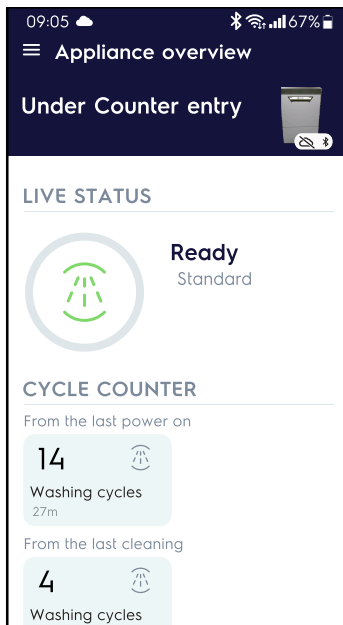 09:05 67%
Appliance overview
Under Counter entry
LIVE STATUS
Ready
Standard
CYCLE COUNTER
From the last power on
14
Washing cycles
27m
From the last cleaning
4
Washing cycles